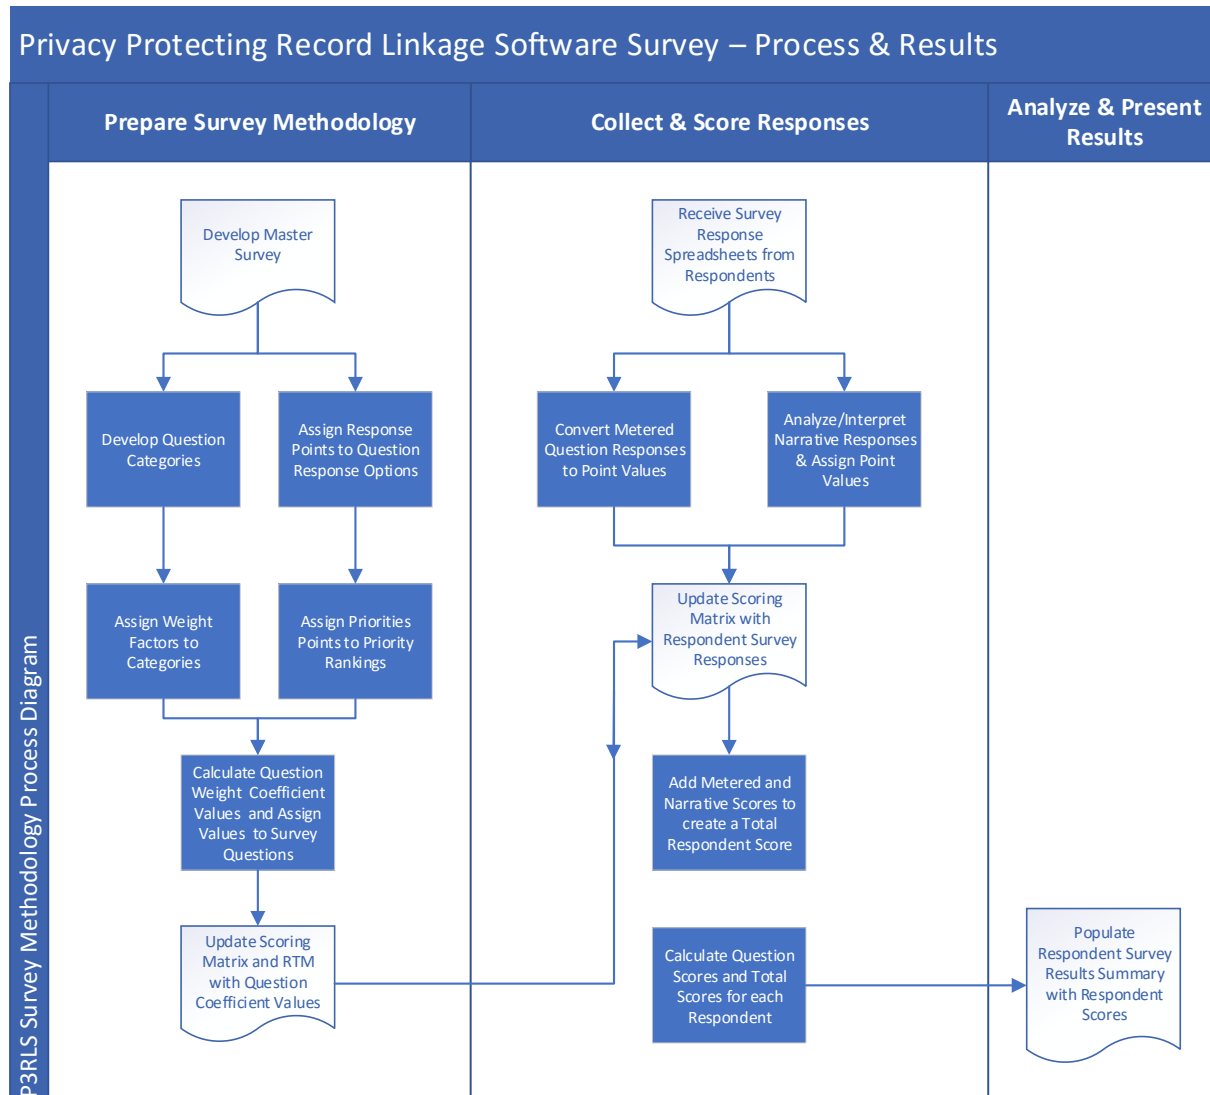 Privacy Protecting Record Linkage Software Survey – Process & Results
P3RLS Survey Methodology Process Diagram
Prepare Survey Methodology
Collect & Score Responses
Analyze & Present
Results
Develop Master
Survey
Develop Question
Categories
Assign Response
Points to Question
Response Options
Assign Weight
Factors to
Categories
Assign Priorities
Points to Priority
Rankings
Calculate Question
Weight Coefficient
Values and Assign
Values to Survey
Questions
Update Scoring
Matrix and RTM
with Question
Coefficient Values
Receive Survey
Response
Spreadsheets from
Respondents
Convert Metered
Question Responses
to Point Values
Analyze/Interpret
Narrative Responses
& Assign Point
Values
Update Scoring
Matrix with
Respondent Survey
Responses
Add Metered and
Narrative Scores to
create a Total
Respondent Score
Calculate Question
Scores and Total
Scores for each
Respondent
Populate
Respondent Survey
Results Summary
with Respondent
Scores